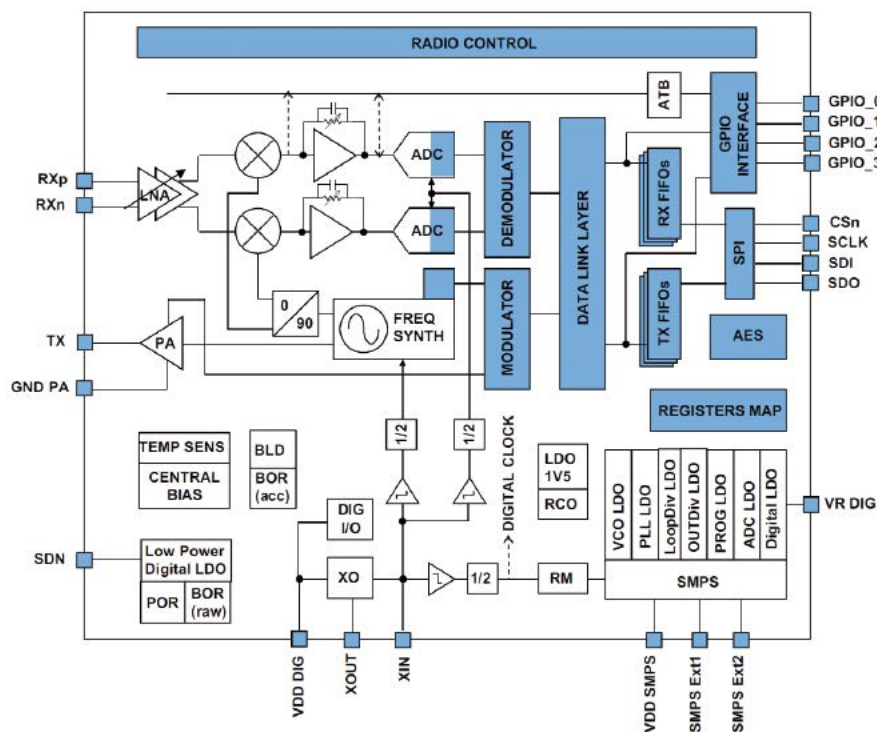 RADIO CONTROL
ATB
GPIO
INTERFACE
GPIO_0
GPIO_1
GPIO_2
GPIO_3
RXp
RXn
LNA
ADC
ADC
DEMODULATOR
DATA LINK LAYER
RX FIFOs
SPI
CSn
SCLK
SDI
SDO
0
90
FREQ
SYNTH
MODULATOR
TX FIFOs
AES
TX
PA
GND PA
REGISTERS MAP
TEMP SENS
CENTRAL
BIAS
BLD
BOR
(acc)
1/2
1/2
DIGITAL CLOCK
LDO
1V5
RCO
VCO LDO
PLL LDO
LoopDiv LDO
OUTDiv LDO
PROG LDO
ADC LDO
Digital LDO
VR DIG
DIG
I/O
SDN
Low Power
Digital LDO
POR
BOR
(raw)
XO
1/2
RM
SMPS
VDD DIG
XOUT
XIN
VDD SMPS
SMPS Ext1
SMPS Ext2